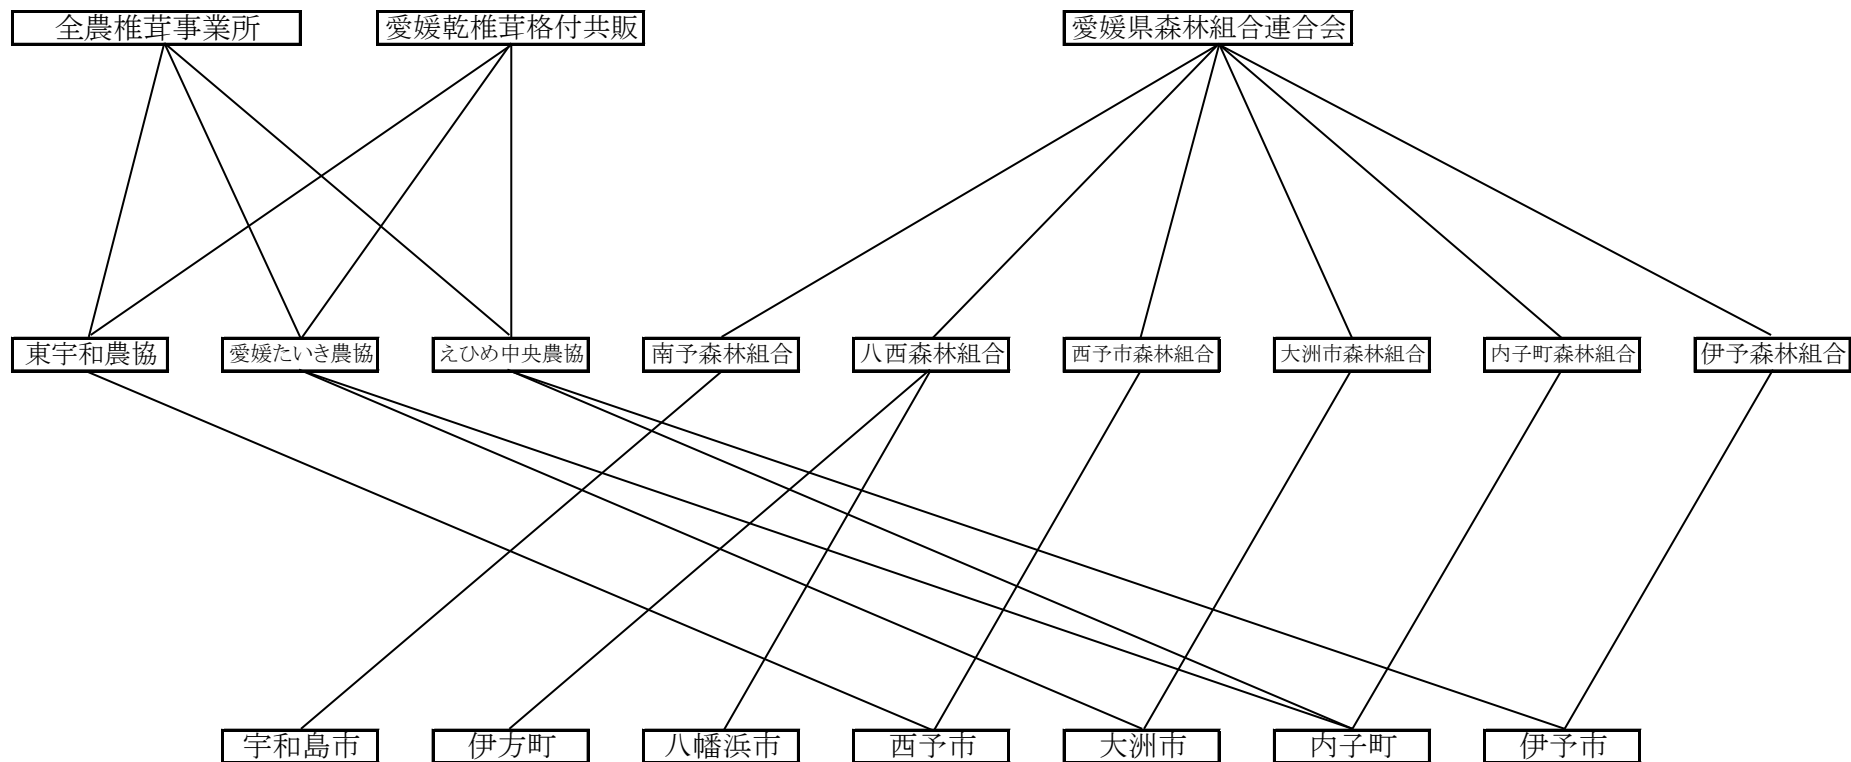 全農椎茸事業所
愛媛乾椎茸格付共販
愛媛県森林組合連合会
東宇和農協
愛媛たいき農協
えひめ中央農協
南予森林組合
八西森林組合
西予市森林組合
大洲市森林組合
内子町森林組合
伊予森林組合
宇和島市
伊方町
八幡浜市
西予市
大洲市
内子町
伊予市